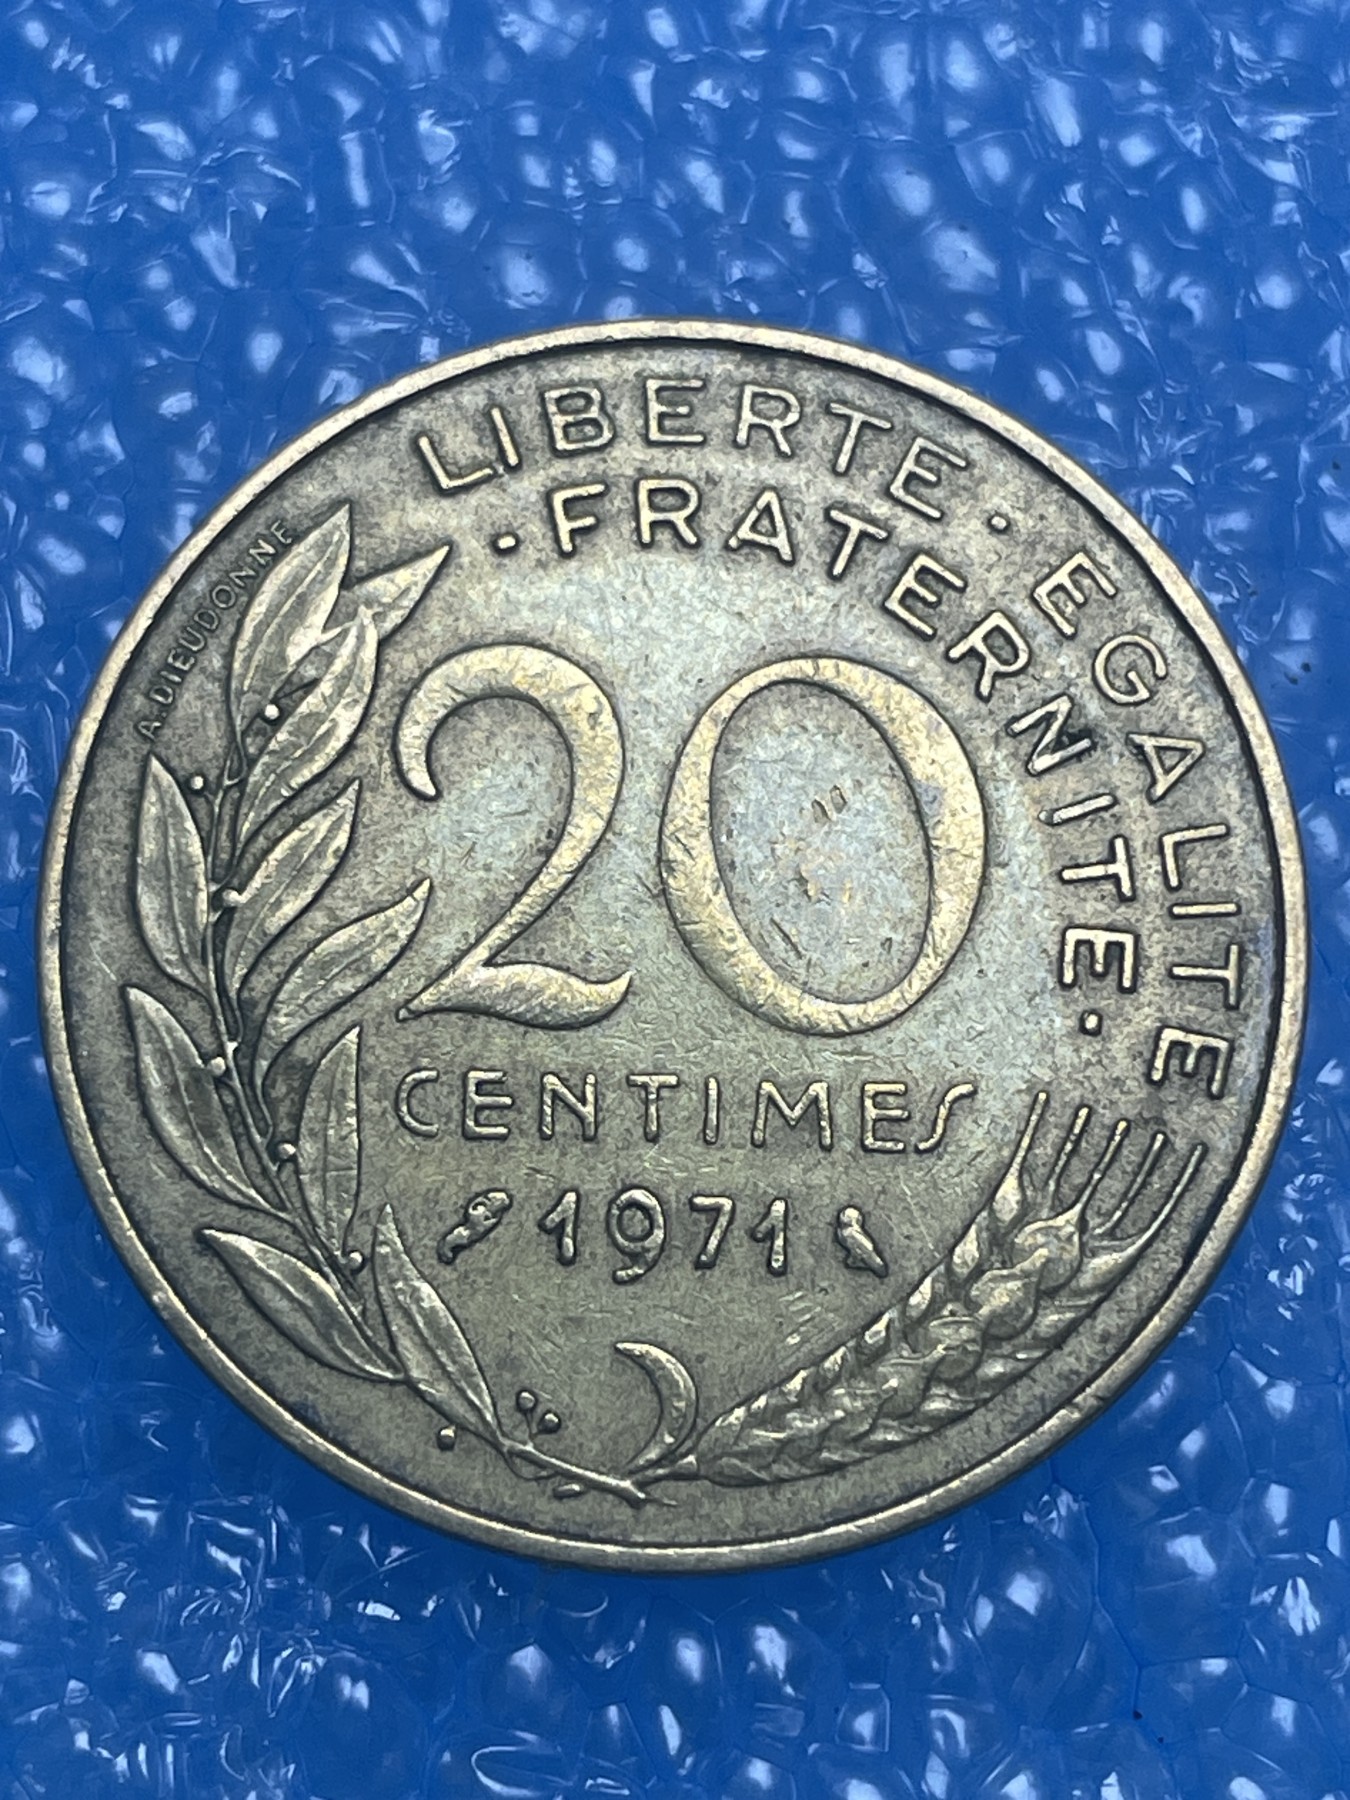 LIBERTE · EGALITE
· FRATERNITE ·
A. DIEUDONNE
20
CENTIMES
1971